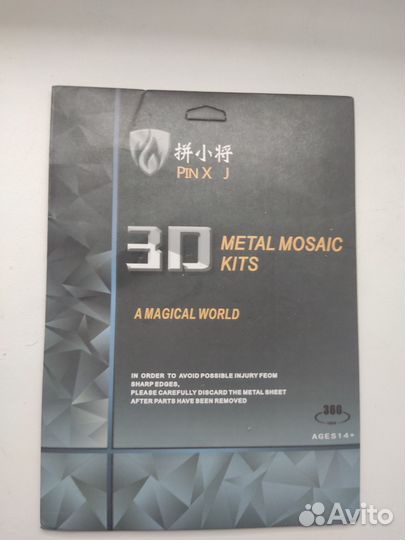 拼小将
PIN X J
3D METAL MOSAIC
KITS
A MAGICAL WORLD
IN ORDER TO AVOID POSSIBLE INJURY FEOM
SHARP EDGES,
PLEASE CAREFULLY DISCARD THE METAL SHEET
AFTER PARTS HAVE BEEN REMOVED
360
AGES14+
Avito